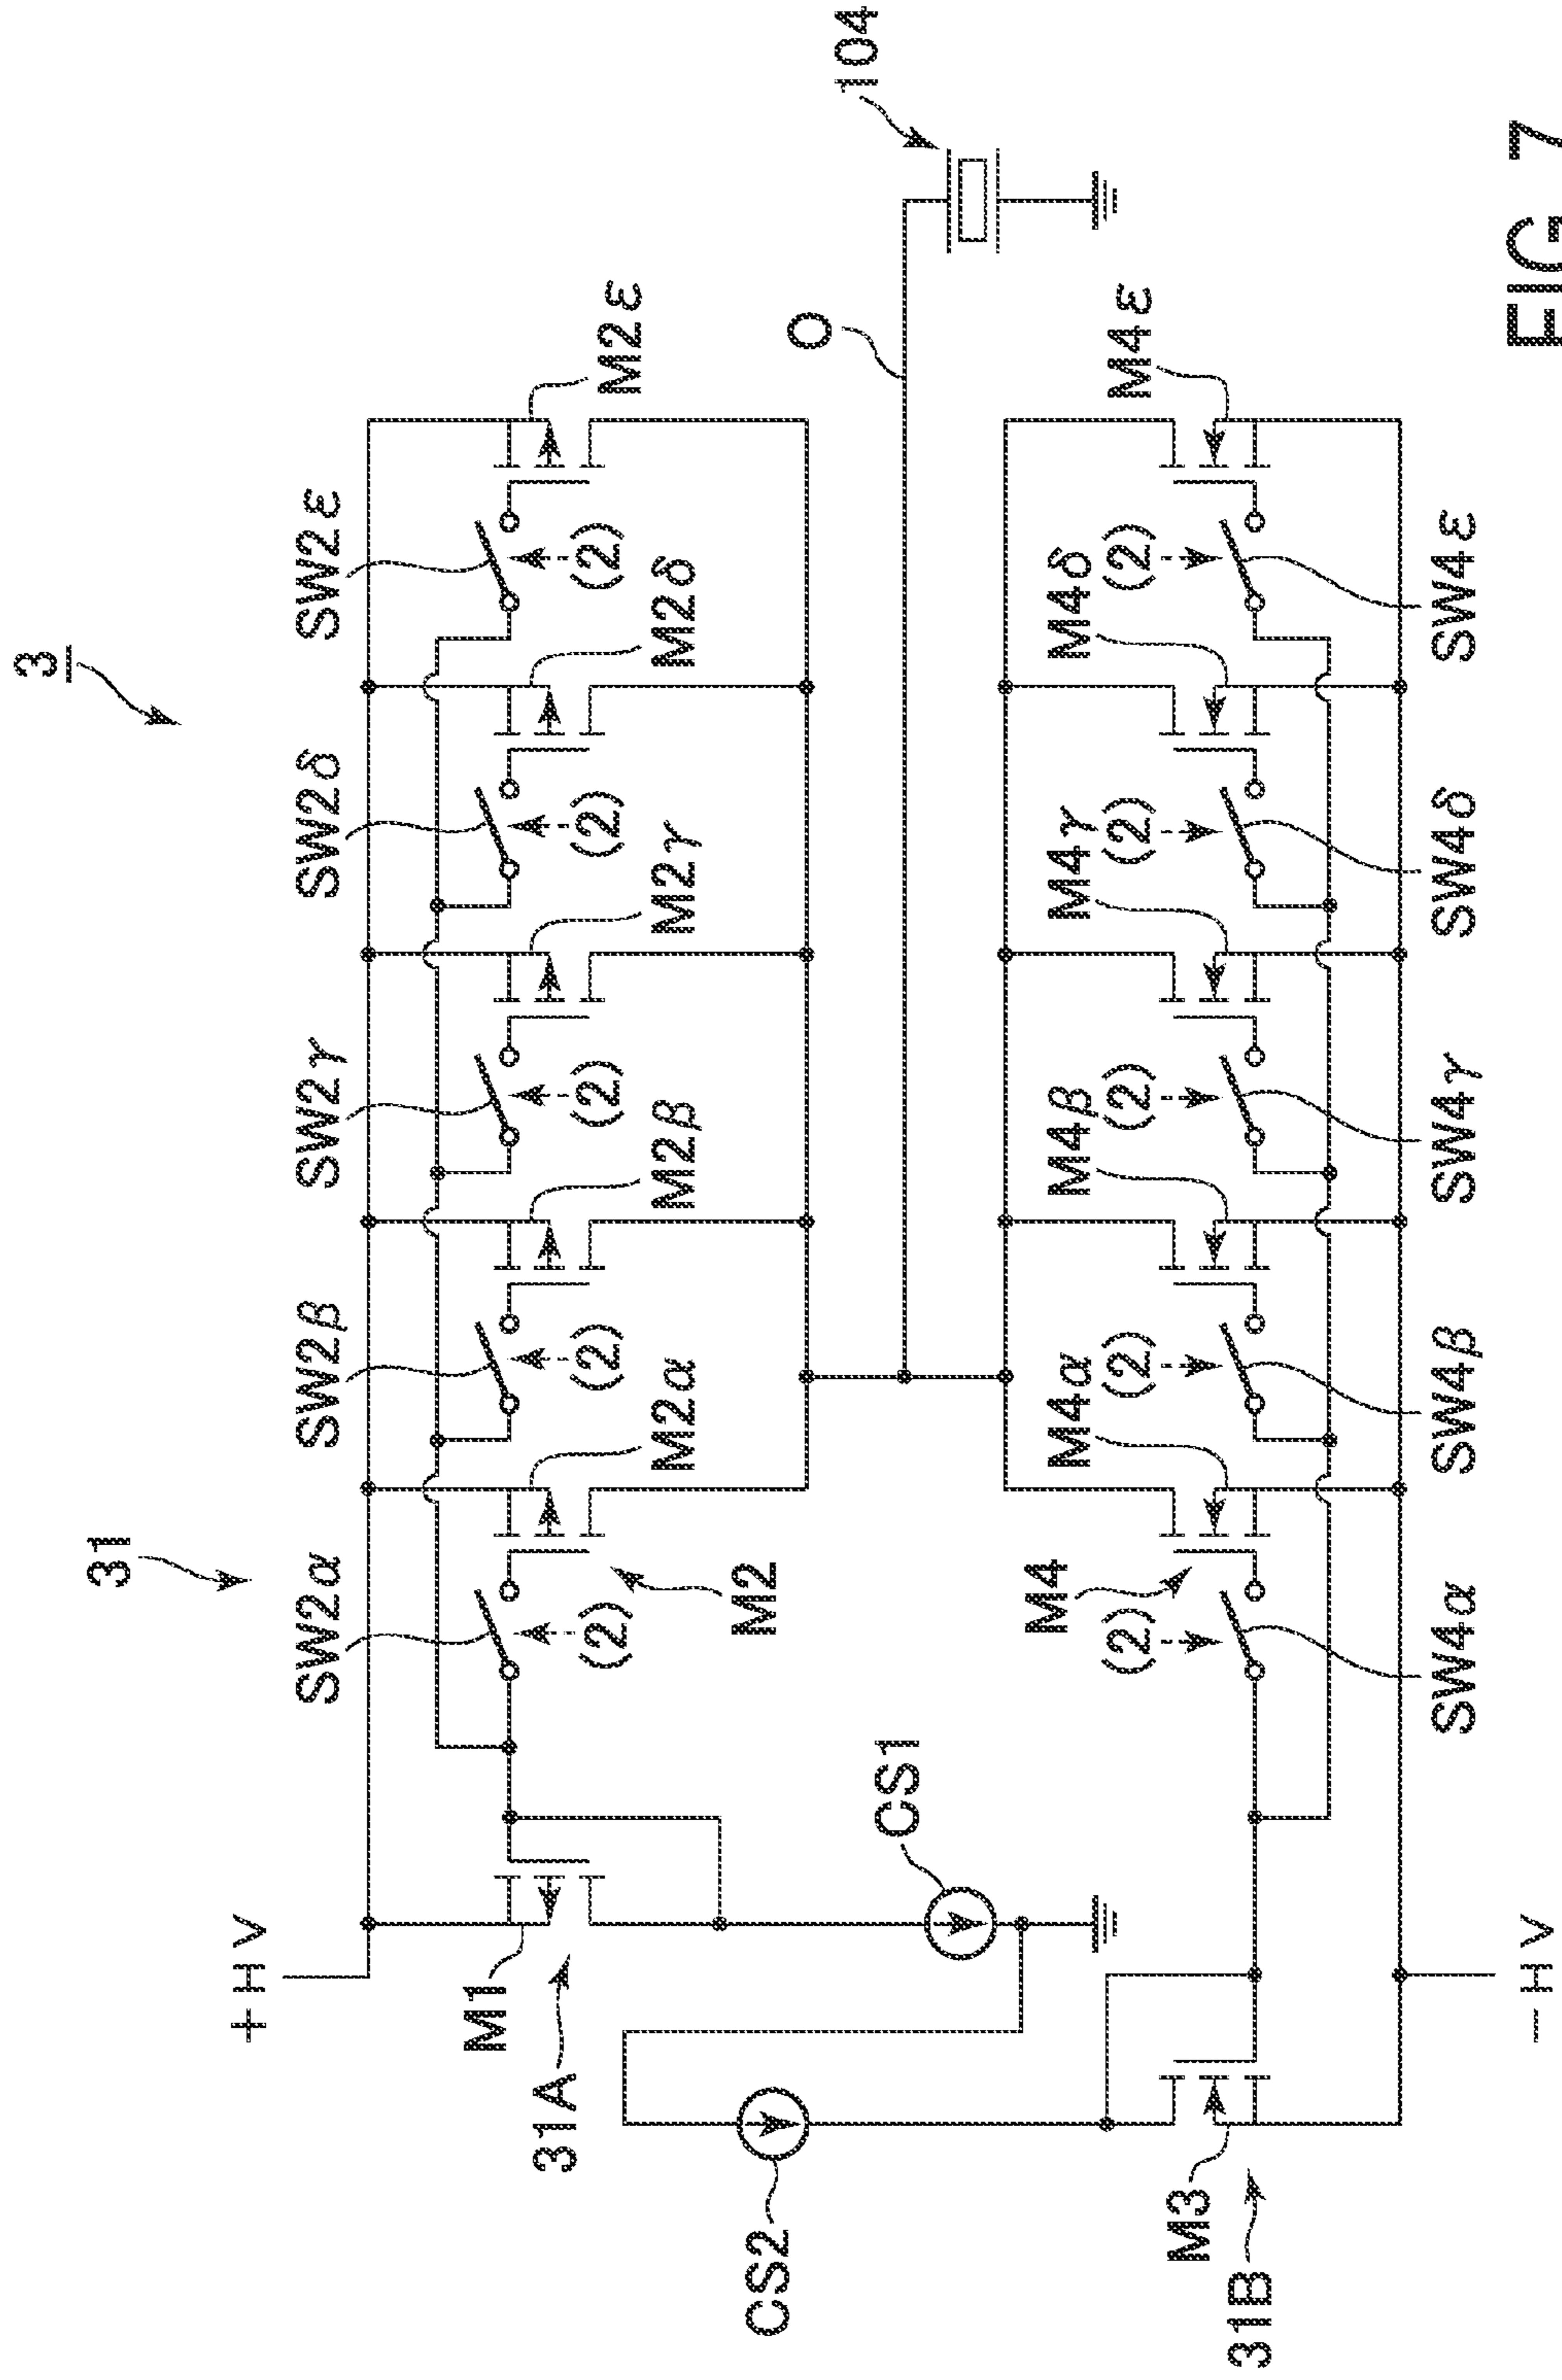 3
31
+HV
SW2α
SW2β
SW2γ
SW2δ
SW2ε
M1
(2)
(2)
(2)
(2)
(2)
31A
M2α
M2β
M2γ
M2δ
M2ε
M2
CS2
CS1
O
104
M4
M4α
M4β
M4γ
M4δ
M4ε
(2)
(2)
(2)
(2)
(2)
M3
31B
SW4α
SW4β
SW4γ
SW4δ
SW4ε
−HV
FIG 7